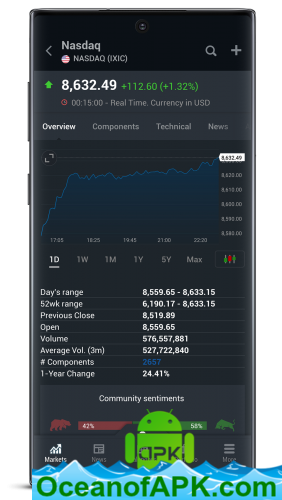 Nasdaq
NASDAQ (IXIC)
8,632.49 +112.60 (+1.32%)
00:15:00 - Real Time. Currency in USD
Overview Components Technical News
8,632.49
8,620.00
8,600.00
8,590.00
8,580.00
17:05 18:25 19:45 21:00 22:20
1D 1W 1M 1Y 5Y Max
Day's range 8,559.65 - 8,633.15
52wk range 6,190.17 - 8,633.15
Previous Close 8,519.89
Open 8,559.65
Volume 576,557,881
Average Vol. (3m) 527,722,840
# Components 2657
1-Year Change 24.41%
Community sentiments
42% 58%
Markets News More
APK
OceanofAPK.com